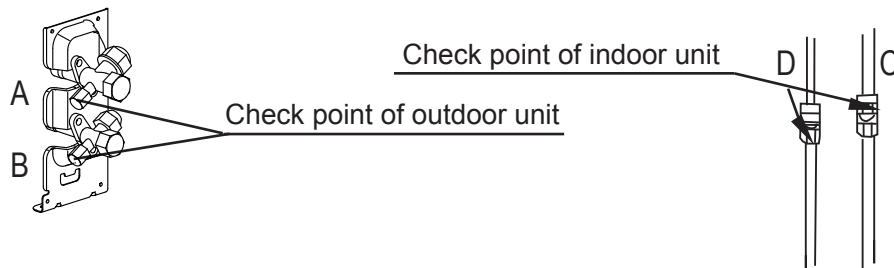 Check point of indoor unit
D
C
A
Check point of outdoor unit
B